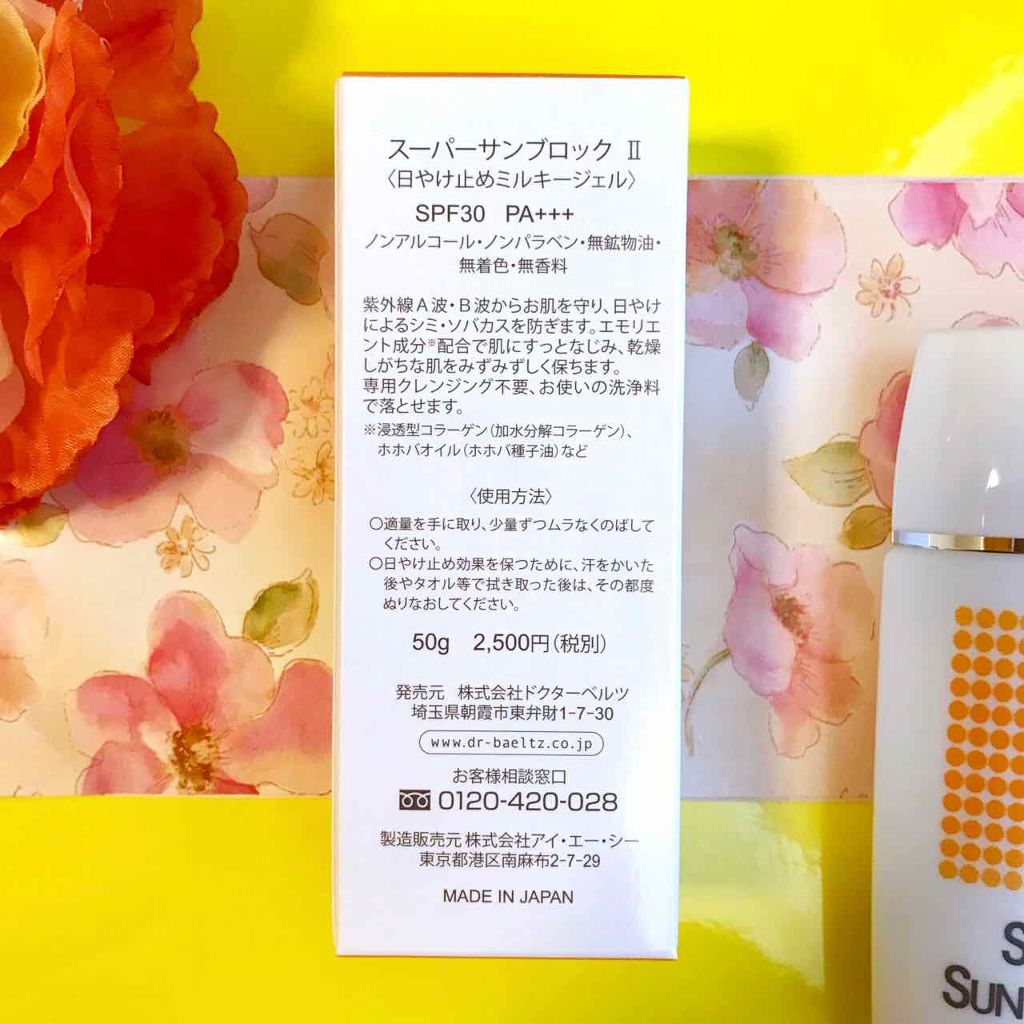 スーパーサンブロック Ⅱ
〈日やけ止めミルキージェル〉
SPF30 PA+++
ノンアルコール・ノンパラベン・無鉱物油・
無着色・無香料
紫外線A波・B波からお肌を守り、日やけ
によるシミ・ソバカスを防ぎます。エモリエ
ント成分※配合で肌にすっとなじみ、乾燥
しがちな肌をみずみずしく保ちます。
専用クレンジング不要、お使いの洗浄料
で落とせます。
※浸透型コラーゲン（加水分解コラーゲン）、
ホホバオイル（ホホバ種子油）など
〈使用方法〉
○適量を手に取り、少量ずつムラなくのばして
ください。
○日やけ止め効果を保つために、汗をかいた
後やタオル等で拭き取った後は、その都度
ぬりなおしてください。
50g 2,500円（税別）
発売元 株式会社ドクターベルツ
埼玉県朝霞市東弁財1-7-30
www.dr-baeltz.co.jp
お客様相談窓口
0120-420-028
製造販売元 株式会社アイ・エー・シー
東京都港区南麻布2-7-29
MADE IN JAPAN
S
SUN